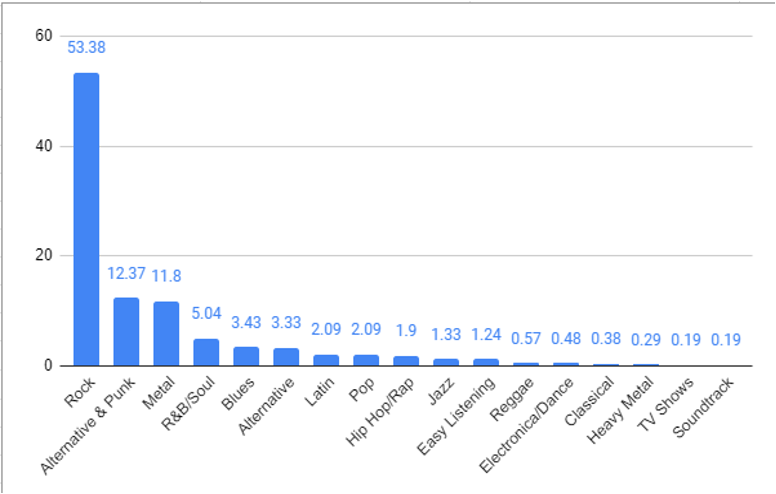 60
53.38
40
20
12.37 11.8
5.04
3.43 3.33
2.09 2.09 1.9 1.33 1.24 0.57 0.48 0.38 0.29 0.19 0.19
0
Rock
Alternative & Punk
Metal
R&B/Soul
Blues
Alternative
Latin
Pop
Hip Hop/Rap
Jazz
Easy Listening
Reggae
Electronica/Dance
Classical
Heavy Metal
TV Shows
Soundtrack